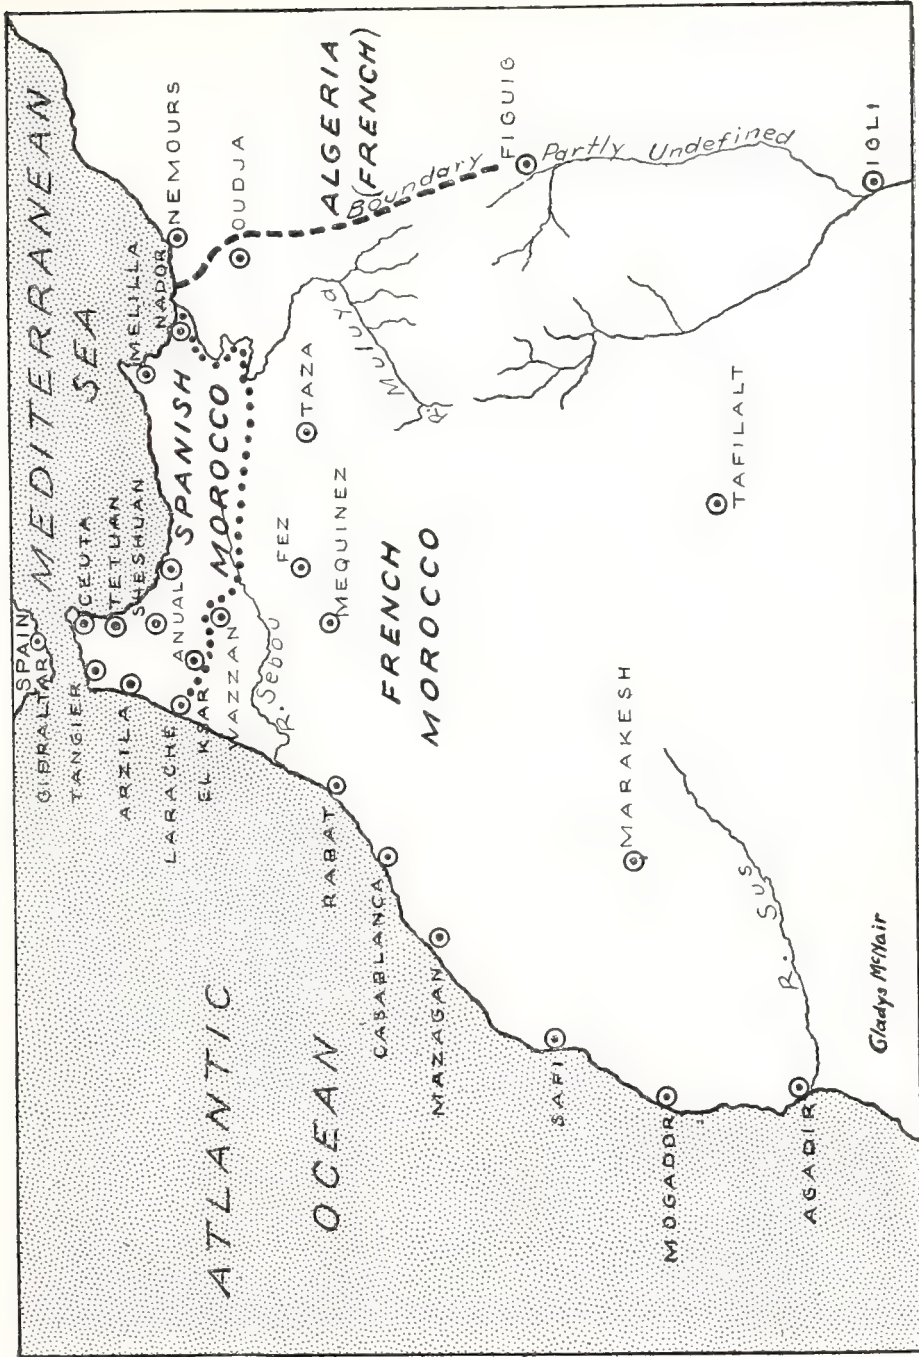 SPAIN
GIBRALTAR
MEDITERRANEAN
SEA
TANGIER
CEUTA
TETUAN
SHESHUAN
ARZILA
LARACHE
EL KSAR
ANUAL
WAZZAN
MELILLA
NADOR
NEMOURS
OUDJA
SPANISH
MOROCCO
ALGERIA
(FRENCH)
Boundary
Partly Undefined
FIGUIG
IGLI
R. Sebou
FEZ
MEQUINEZ
TAZA
R. Muluya
FRENCH
MOROCCO
TAFILALT
ATLANTIC
OCEAN
RABAT
CASABLANCA
MAZAGAN
SAFI
MOGADOR
AGADIR
MARAKESH
R. SUS
Gladys McNair